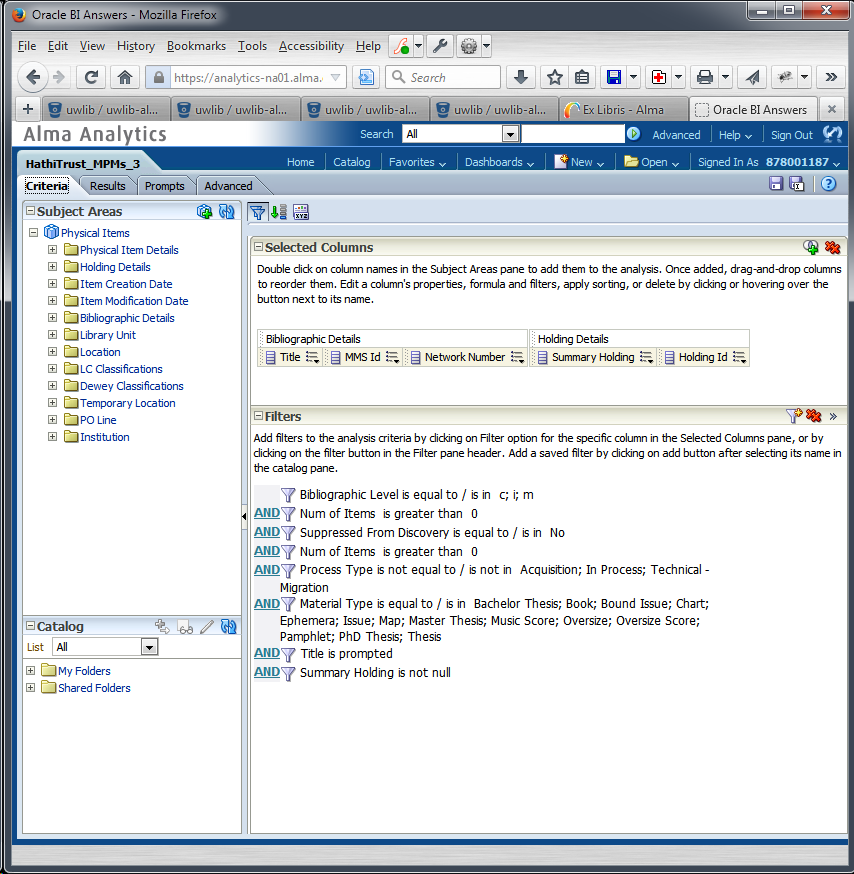 Oracle BI Answers - Mozilla Firefox
File Edit View History Bookmarks Tools Accessibility Help
https://analytics-na01.alma. Search
uwlib / uwlib-al... uwlib / uwlib-al... uwlib / uwlib-al... uwlib / uwlib-al... Ex Libris - Alma Oracle BI Answers
Alma Analytics Search All Advanced Help Sign Out
HathiTrust_MPMs_3 Home Catalog Favorites Dashboards New Open Signed In As 878001187
Criteria Results Prompts Advanced
Subject Areas
Physical Items
Physical Item Details
Holding Details
Item Creation Date
Item Modification Date
Bibliographic Details
Library Unit
Location
LC Classifications
Dewey Classifications
Temporary Location
PO Line
Institution
Catalog
List All
My Folders
Shared Folders
Selected Columns
Double click on column names in the Subject Areas pane to add them to the analysis. Once added, drag-and-drop columns
to reorder them. Edit a column's properties, formula and filters, apply sorting, or delete by clicking or hovering over the
button next to its name.
Bibliographic Details Holding Details
Title MMS Id Network Number Summary Holding Holding Id
Filters
Add filters to the analysis criteria by clicking on Filter option for the specific column in the Selected Columns pane, or by
clicking on the filter button in the Filter pane header. Add a saved filter by clicking on add button after selecting its name in
the catalog pane.
Bibliographic Level is equal to / is in c; i; m
AND Num of Items is greater than 0
AND Suppressed From Discovery is equal to / is in No
AND Num of Items is greater than 0
AND Process Type is not equal to / is not in Acquisition; In Process; Technical -
Migration
AND Material Type is equal to / is in Bachelor Thesis; Book; Bound Issue; Chart;
Ephemera; Issue; Map; Master Thesis; Music Score; Oversize; Oversize Score;
Pamphlet; PhD Thesis; Thesis
AND Title is prompted
AND Summary Holding is not null